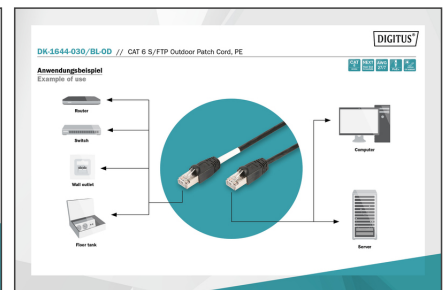 DIGITUS®
DK-1644-030/BL-OD // CAT 6 S/FTP Outdoor Patch Cord, PE
Anwendungsbeispiel
Example of use
Router
Switch
Wall outlet
Floor tank
Computer
Server